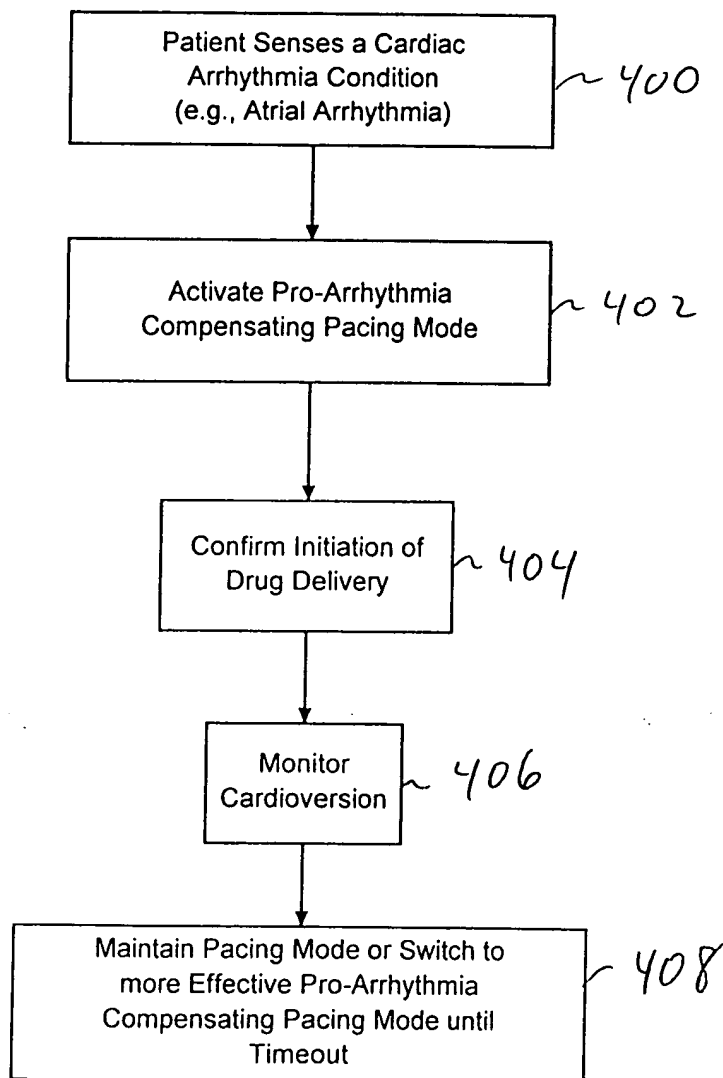 Patient Senses a Cardiac
Arrhythmia Condition
(e.g., Atrial Arrhythmia)
400
Activate Pro-Arrhythmia
Compensating Pacing Mode
402
Confirm Initiation of
Drug Delivery
404
Monitor
Cardioversion
406
Maintain Pacing Mode or Switch to
more Effective Pro-Arrhythmia
Compensating Pacing Mode until
Timeout
408